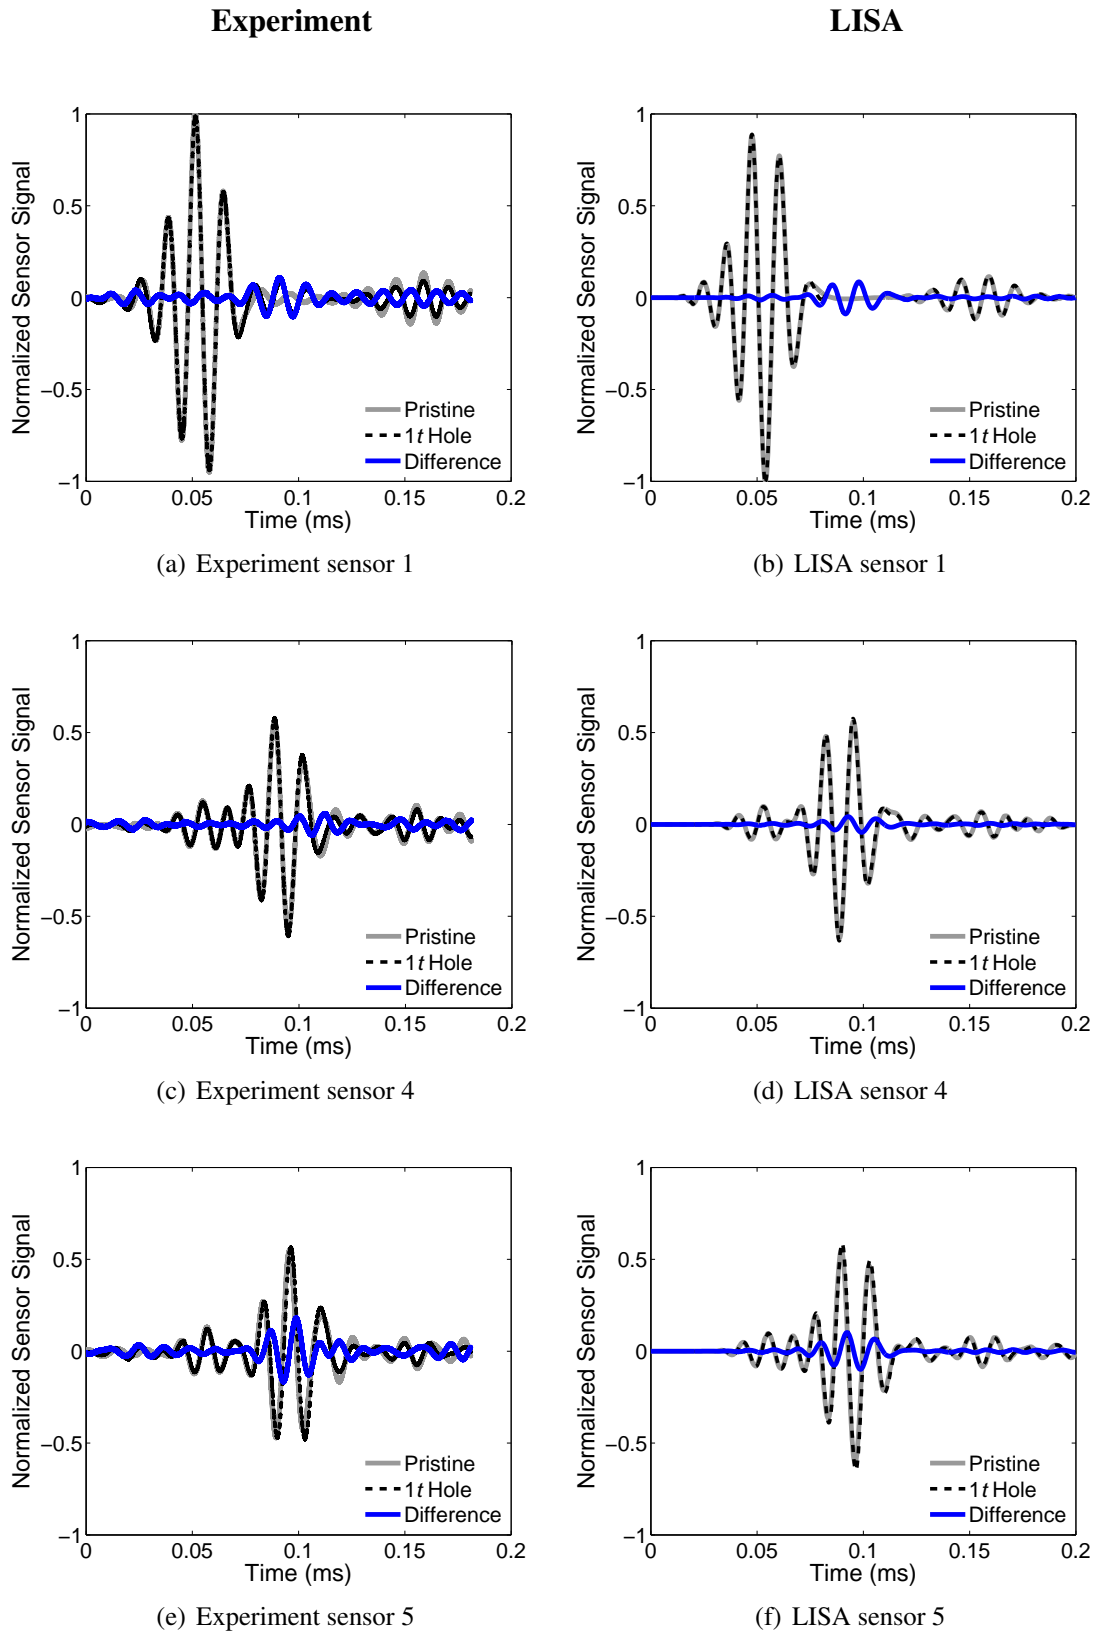 Experiment
LISA
Normalized Sensor Signal
1
0.5
0
−0.5
−1
Pristine
1t Hole
Difference
0
0.05
0.1
0.15
0.2
Time (ms)
(a) Experiment sensor 1
Normalized Sensor Signal
1
0.5
0
−0.5
−1
Pristine
1t Hole
Difference
0
0.05
0.1
0.15
0.2
Time (ms)
(b) LISA sensor 1
Normalized Sensor Signal
1
0.5
0
−0.5
−1
Pristine
1t Hole
Difference
0
0.05
0.1
0.15
0.2
Time (ms)
(c) Experiment sensor 4
Normalized Sensor Signal
1
0.5
0
−0.5
−1
Pristine
1t Hole
Difference
0
0.05
0.1
0.15
0.2
Time (ms)
(d) LISA sensor 4
Normalized Sensor Signal
1
0.5
0
−0.5
−1
Pristine
1t Hole
Difference
0
0.05
0.1
0.15
0.2
Time (ms)
(e) Experiment sensor 5
Normalized Sensor Signal
1
0.5
0
−0.5
−1
Pristine
1t Hole
Difference
0
0.05
0.1
0.15
0.2
Time (ms)
(f) LISA sensor 5